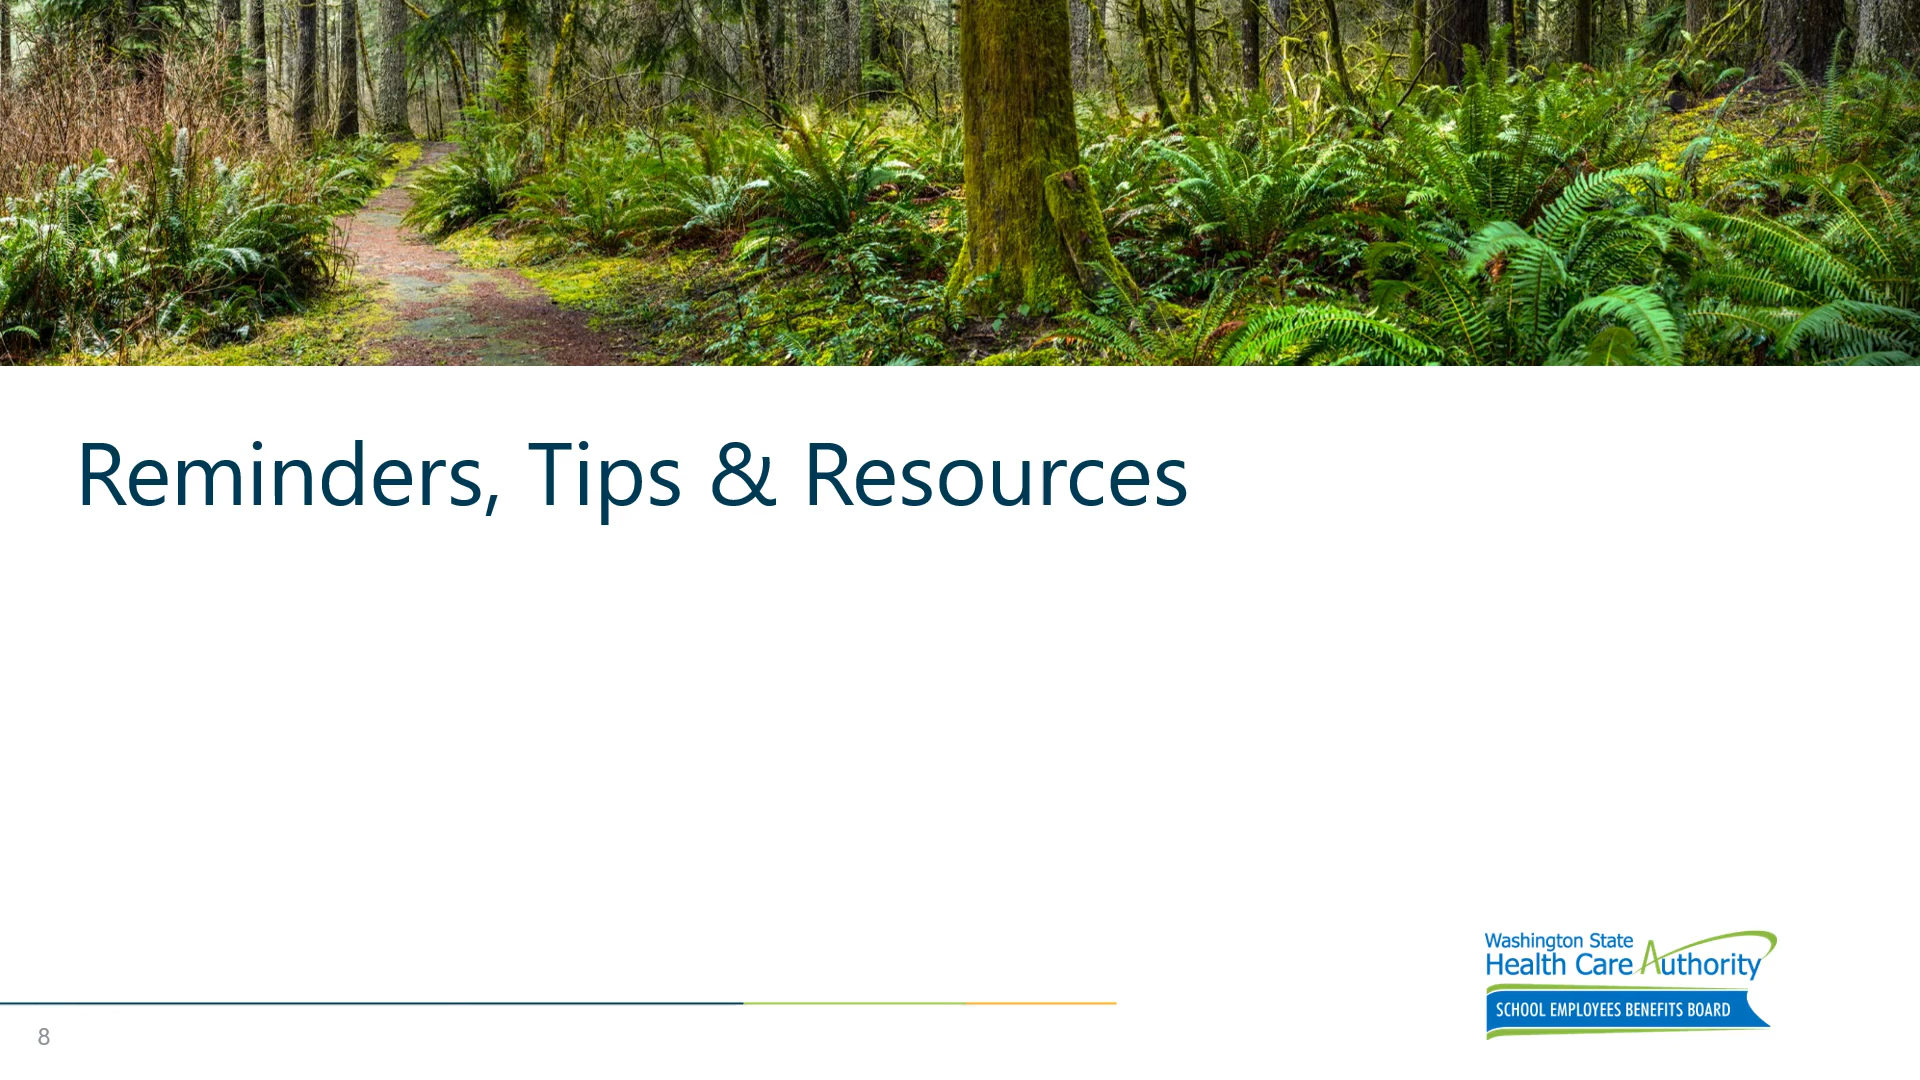 Reminders, Tips & Resources
Washington State
Health Care Authority
SCHOOL EMPLOYEES BENEFITS BOARD
8